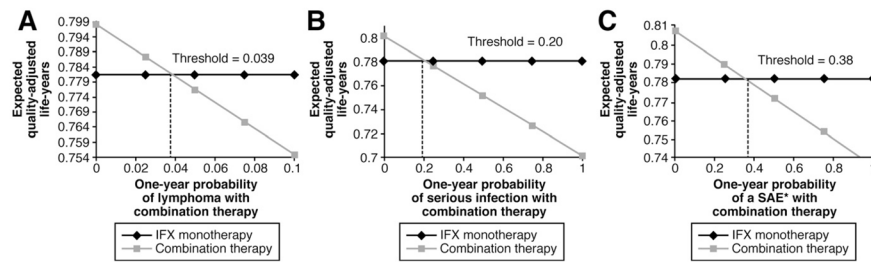 A
Expected
quality-adjusted
life-years
0.799
0.794
0.789
0.784
0.779
0.774
0.769
0.764
0.759
0.754
Threshold = 0.039
0 0.02 0.04 0.06 0.08 0.1
One-year probability
of lymphoma with
combination therapy
IFX monotherapy
Combination therapy
B
Expected
quality-adjusted
life-years
0.8
0.78
0.76
0.74
0.72
0.7
Threshold = 0.20
0 0.2 0.4 0.6 0.8 1
One-year probability
of serious infection with
combination therapy
IFX monotherapy
Combination therapy
C
Expected
quality-adjusted
life-years
0.81
0.8
0.79
0.78
0.77
0.76
0.75
0.74
Threshold = 0.38
0 0.2 0.4 0.6 0.8
One-year probability
of a SAE* with
combination therapy
IFX monotherapy
Combination therapy